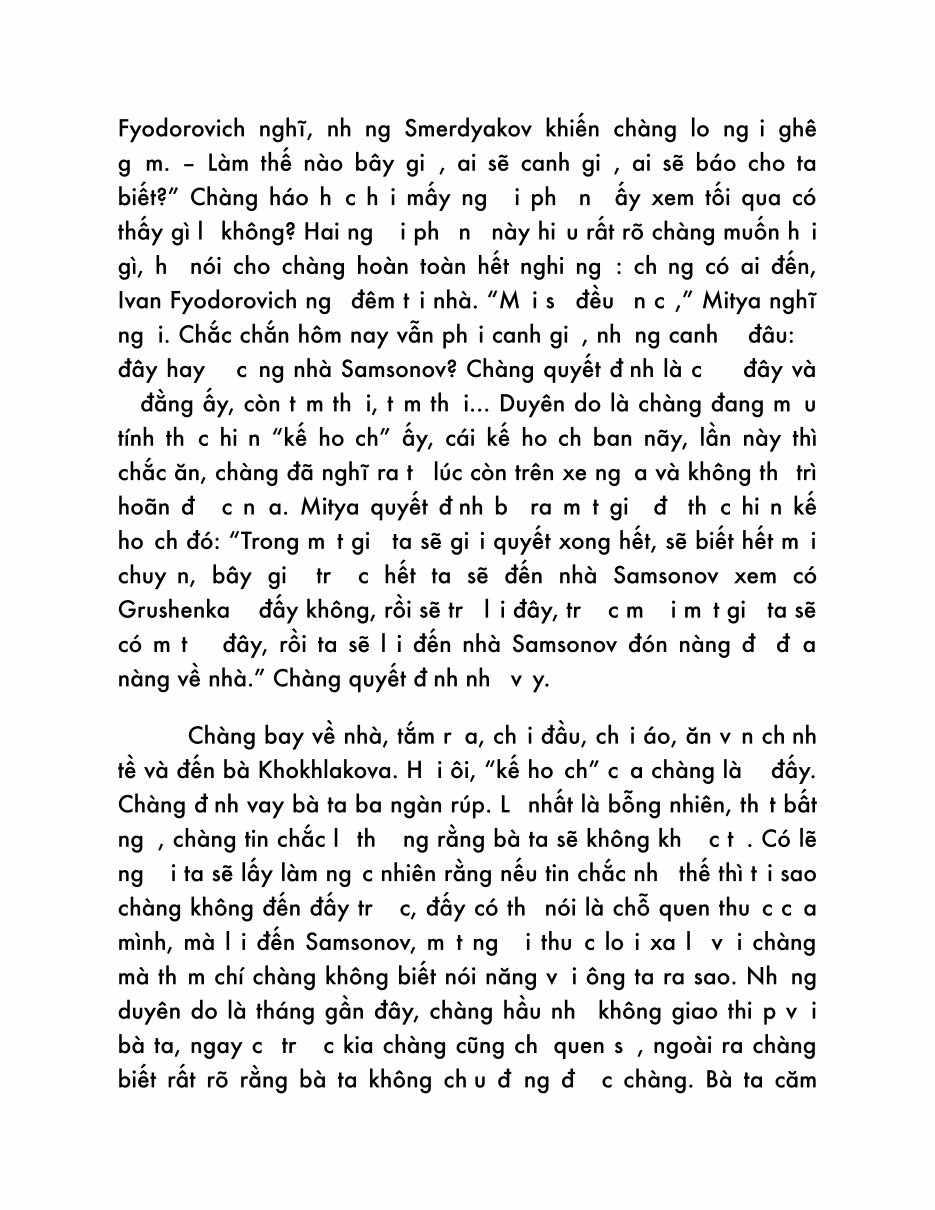 Fyodorovich nghĩ, nh ng Smerdyakov khiến chàng lo ng i ghê
g m. – Làm thế nào bây gi , ai sẽ canh gi , ai sẽ báo cho ta
biết?” Chàng háo h c h i mấy ng i ph n ấy xem tối qua có
thấy gì l không? Hai ng i ph n này hi u rất rõ chàng muốn h i
gì, h nói cho chàng hoàn toàn hết nghi ng : ch ng có ai đến,
Ivan Fyodorovich ng đêm t i nhà. “M i s đều n c ,” Mitya nghĩ
ng i. Chắc chắn hôm nay vẫn ph i canh gi , nh ng canh đâu:
đây hay c ng nhà Samsonov? Chàng quyết đ nh là c đây và
đằng ấy, còn t m th i, t m th i... Duyên do là chàng đang m u
tính th c hi n “kế ho ch” ấy, cái kế ho ch ban nãy, lần này thì
chắc ăn, chàng đã nghĩ ra t lúc còn trên xe ng a và không th trì
hoãn đ c n a. Mitya quyết đ nh b ra m t gi đ th c hi n kế
ho ch đó: “Trong m t gi ta sẽ gi i quyết xong hết, sẽ biết hết m i
chuy n, bây gi tr c hết ta sẽ đến nhà Samsonov xem có
Grushenka đấy không, rồi sẽ tr l i đây, tr c m i m t gi ta sẽ
có m t đây, rồi ta sẽ l i đến nhà Samsonov đón nàng đ đ a
nàng về nhà.” Chàng quyết đ nh nh v y.
Chàng bay về nhà, tắm r a, ch i đầu, ch i áo, ăn v n ch nh
tề và đến bà Khokhlakova. H i ôi, “kế ho ch” c a chàng là đấy.
Chàng đ nh vay bà ta ba ngàn rúp. L nhất là bỗng nhiên, th t bất
ng , chàng tin chắc l th ng rằng bà ta sẽ không kh c t . Có lẽ
ng i ta sẽ lấy làm ng c nhiên rằng nếu tin chắc nh thế thì t i sao
chàng không đến đấy tr c, đấy có th nói là chỗ quen thu c c a
mình, mà l i đến Samsonov, m t ng i thu c lo i xa l v i chàng
mà th m chí chàng không biết nói năng v i ông ta ra sao. Nh ng
duyên do là tháng gần đây, chàng hầu nh không giao thi p v i
bà ta, ngay c tr c kia chàng cũng ch quen s , ngoài ra chàng
biết rất rõ rằng bà ta không ch u đ ng đ c chàng. Bà ta căm